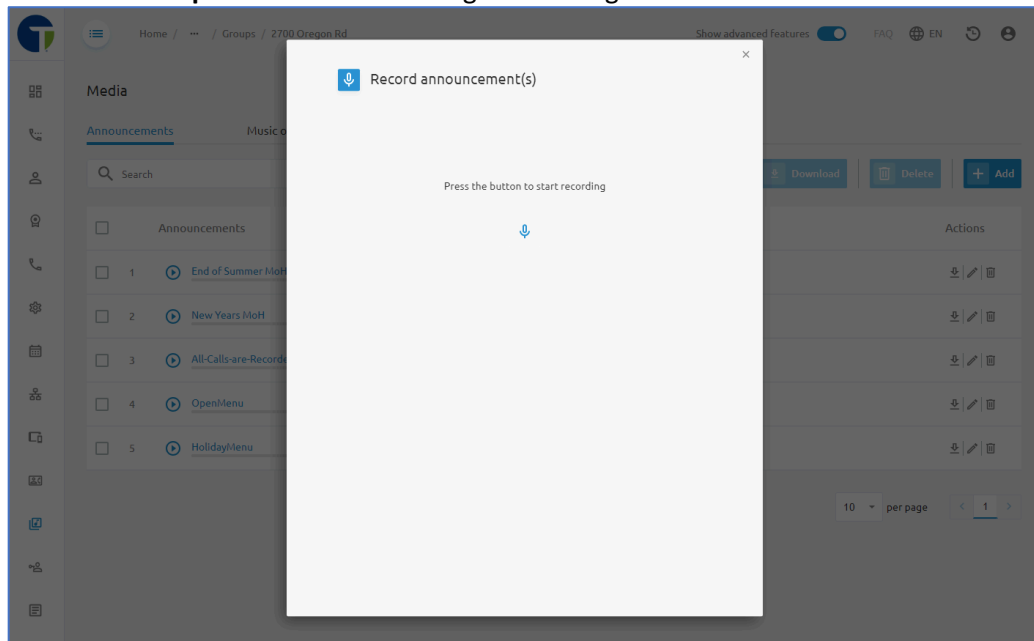 Home / ··· / Groups / 2700 Oregon Rd
Show advanced features
FAQ
EN
×
Record announcement(s)
Media
Announcements
Music o
Search
Download
Delete
+ Add
Press the button to start recording
Announcements
Actions
1 End of Summer MoH
2 New Years MoH
3 All-Calls-are-Recorde
4 OpenMenu
5 HolidayMenu
10 per page < 1 >